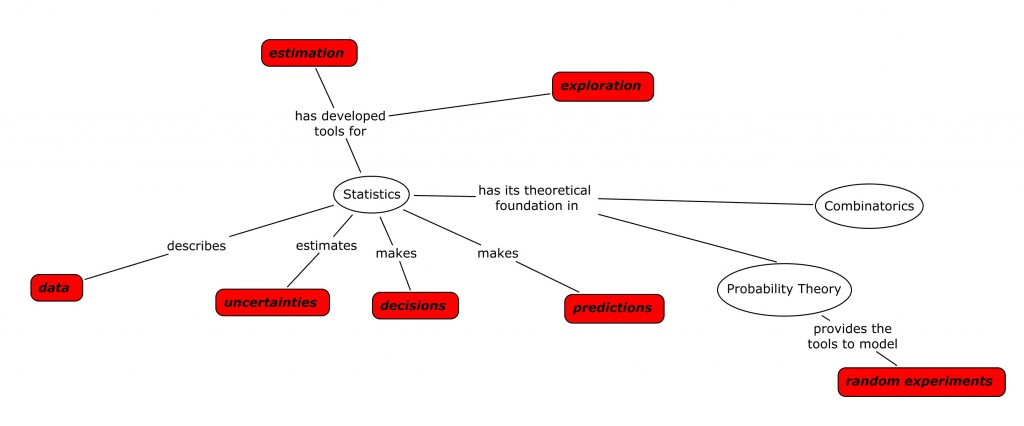 estimation
exploration
has developed
tools for
Statistics
has its theoretical
foundation in
Combinatorics
describes
estimates
makes
makes
data
uncertainties
decisions
predictions
Probability Theory
provides the
tools to model
random experiments